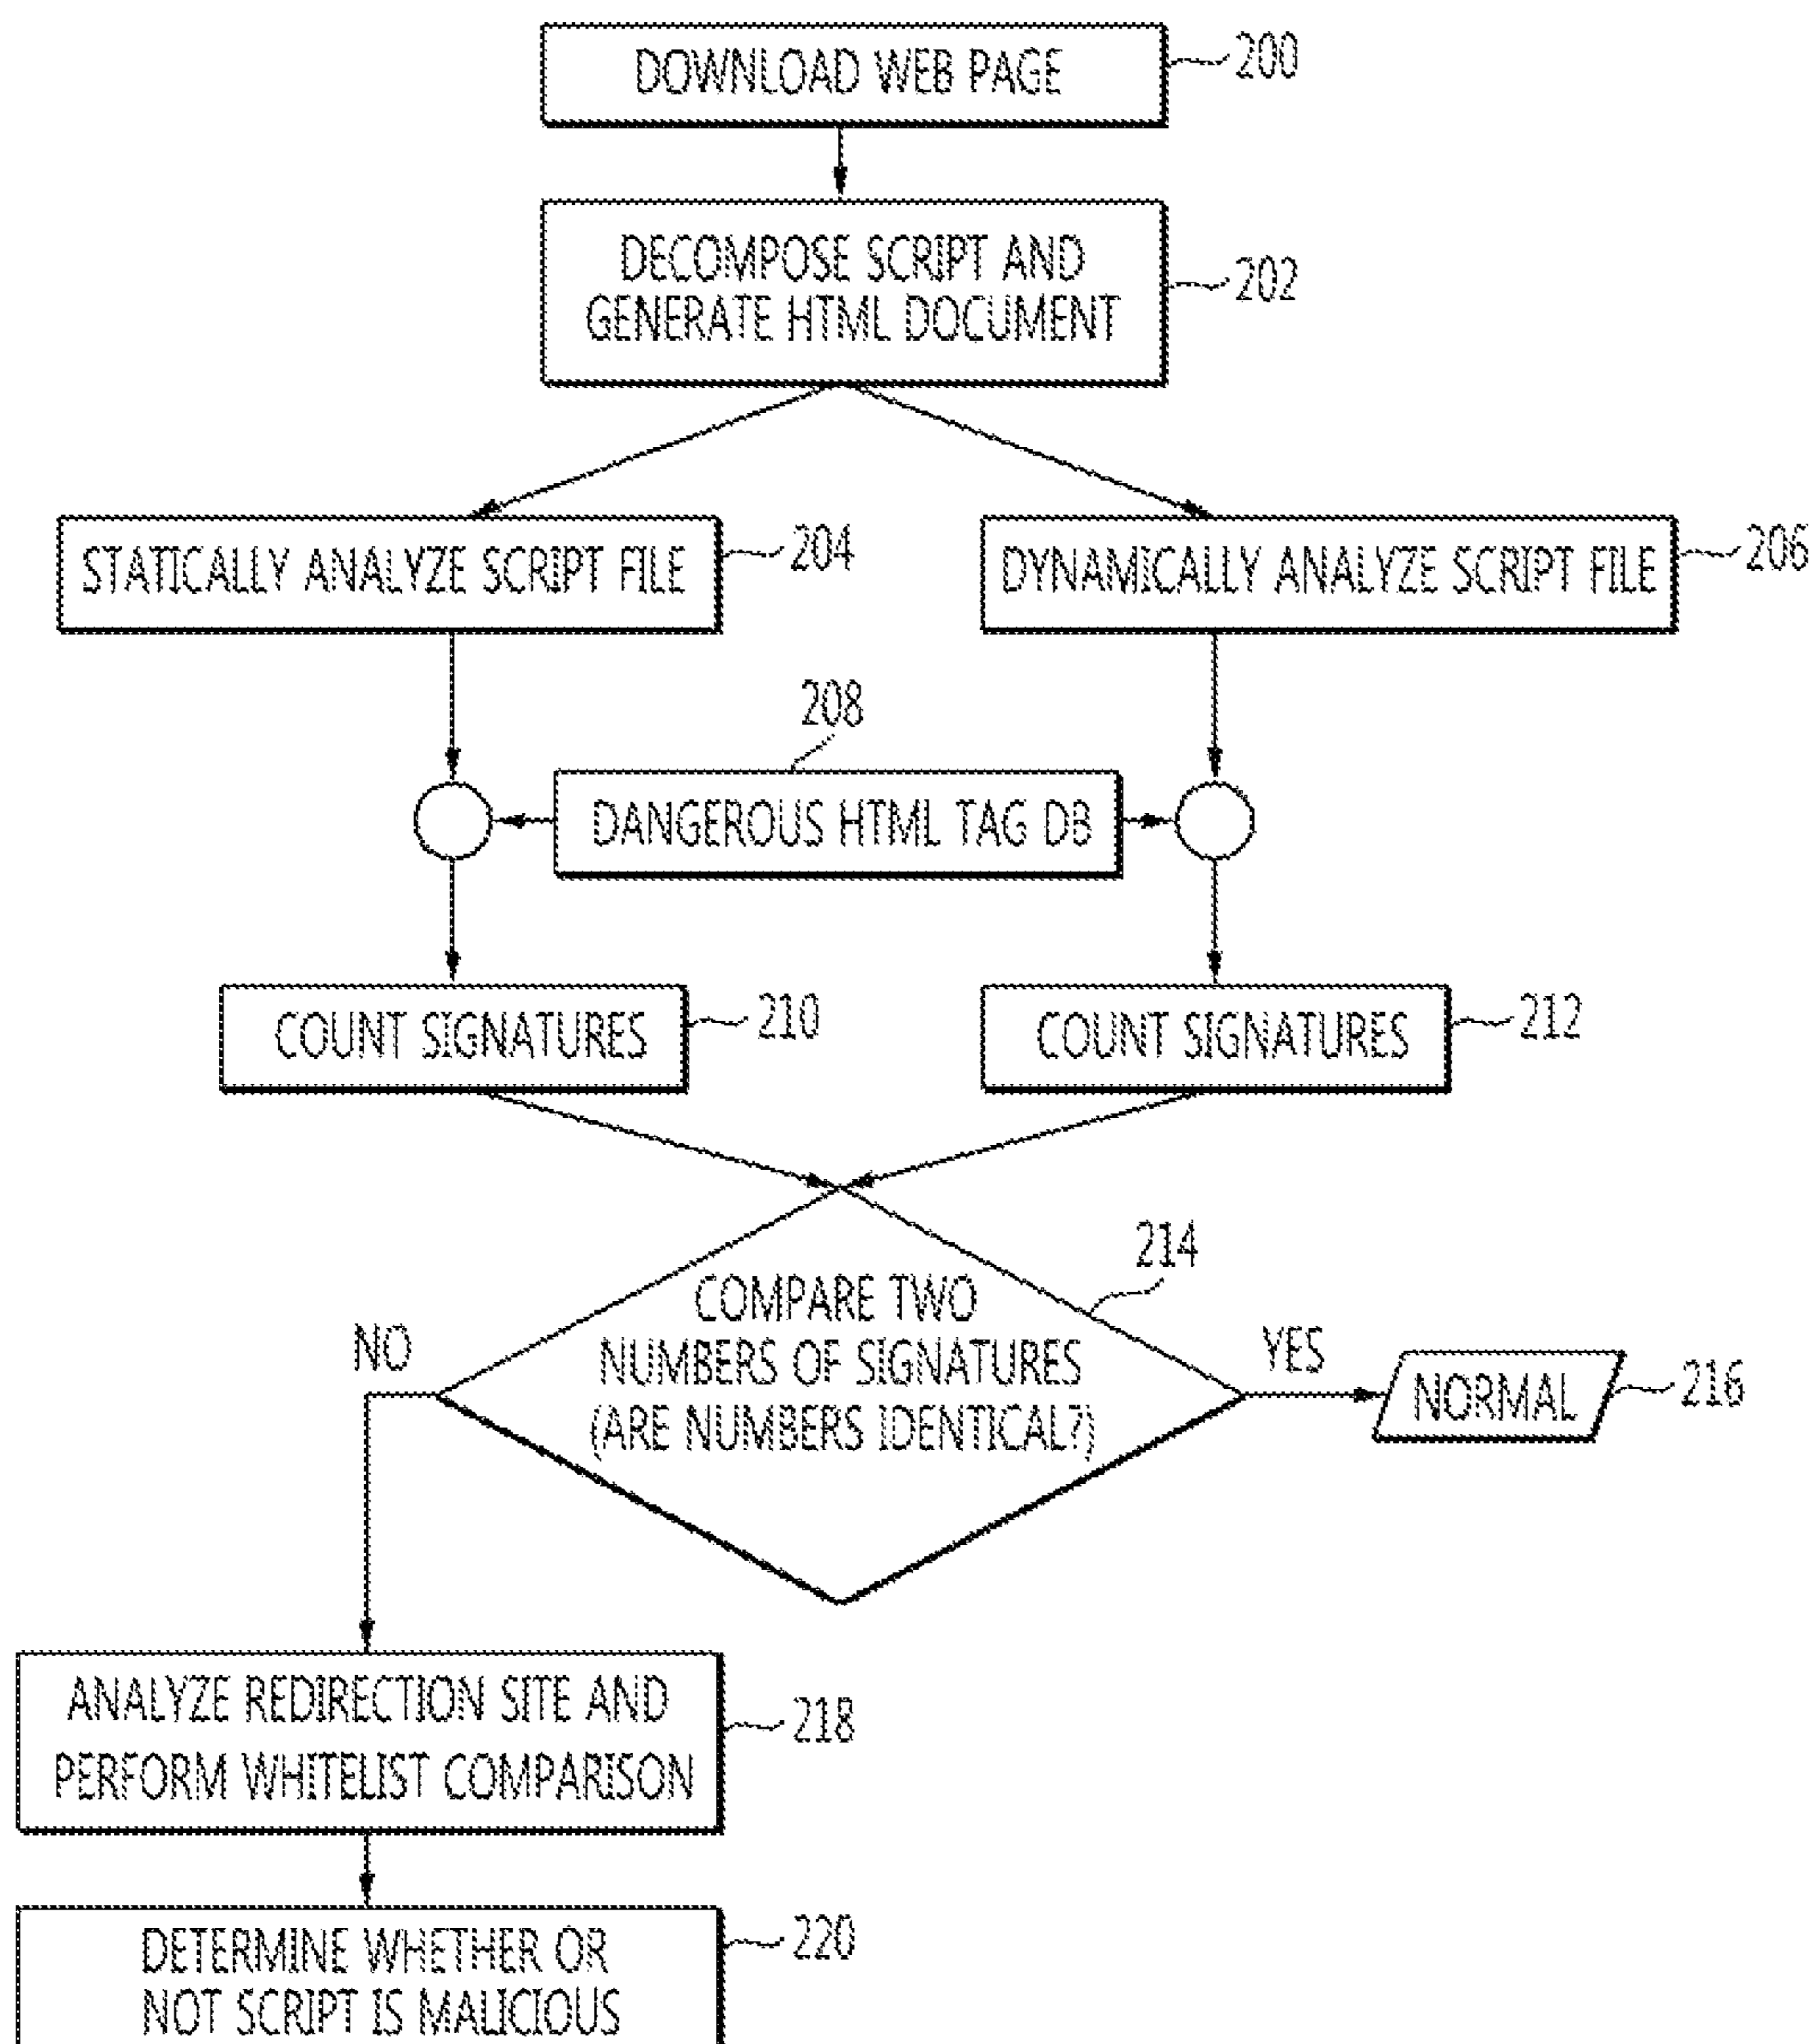 DOWNLOAD WEB PAGE
200
DECOMPOSE SCRIPT AND
GENERATE HTML DOCUMENT
202
STATICALLY ANALYZE SCRIPT FILE
204
DYNAMICALLY ANALYZE SCRIPT FILE
206
208
DANGEROUS HTML TAG DB
COUNT SIGNATURES
210
COUNT SIGNATURES
212
214
COMPARE TWO
NUMBERS OF SIGNATURES
(ARE NUMBERS IDENTICAL?)
NO
YES
NORMAL
216
ANALYZE REDIRECTION SITE AND
PERFORM WHITELIST COMPARISON
218
DETERMINE WHETHER OR
NOT SCRIPT IS MALICIOUS
220